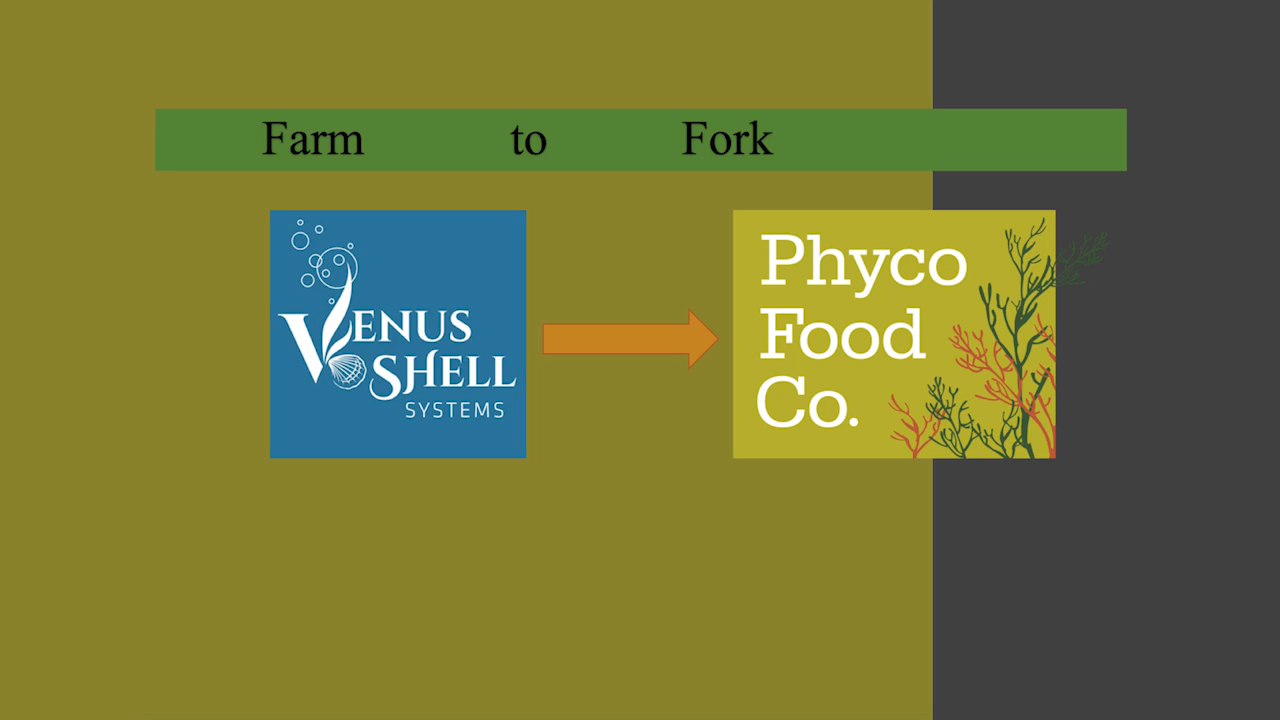 Farm to Fork
VENUS
SHELL
SYSTEMS
Phyco
Food
Co.